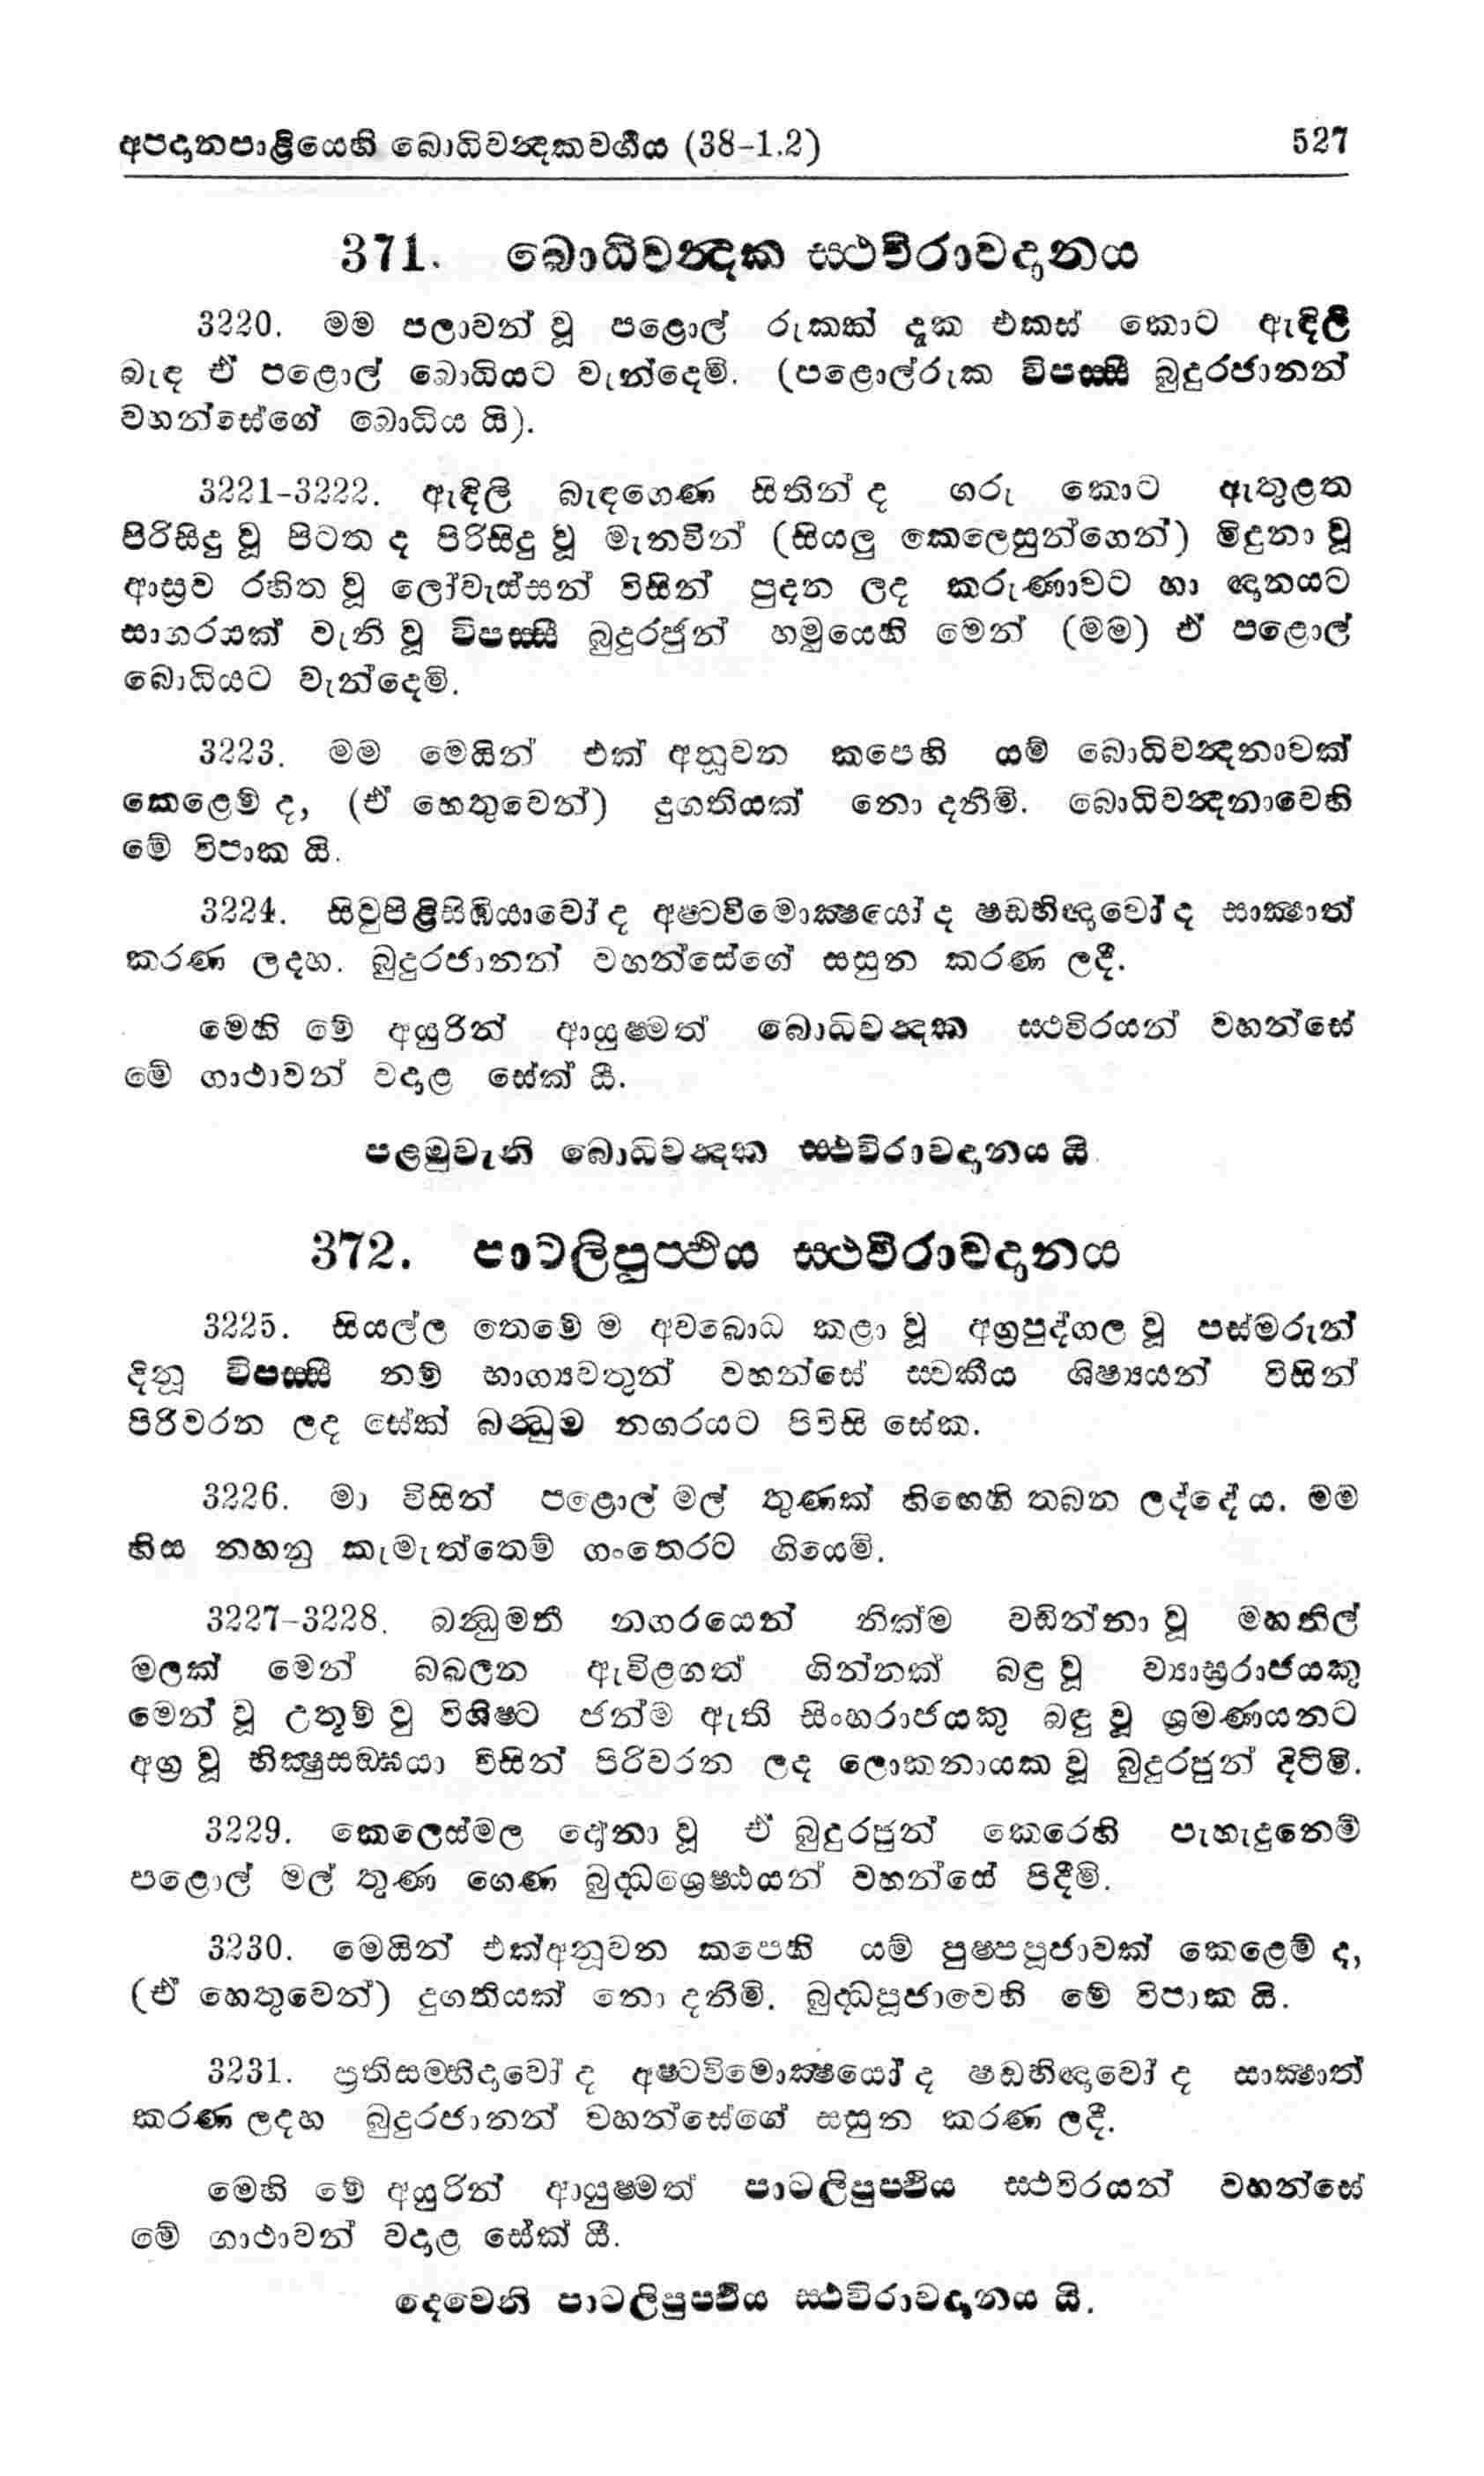 අපදානපාළියෙහි බොධිවන්‍දකවර්‍ගය (38-1.2) 527
371. බොධිවන්‍දක ස්‍ථවිරාවදානය
3220. මම පලාවන් වූ පළොල් රුකක් දැක එකස් කොට ඇඳිලි
බැඳ ඒ පළොල් බොධියට වැන්දෙමි. (පළොල්රුක විපස්සී බුදුරජානන්
වහන්සේගේ බොධිය යි).
3221-3222. ඇඳිලි බැඳගෙණ සිතින් ද ගරු කොට ඇතුළත
පිරිසිදු වූ පිටත ද පිරිසිදු වූ මැනවින් (සියලු කෙලෙසුන්ගෙන්) මිදුනා වූ
ආස්‍රව රහිත වූ ලෝවැස්සන් විසින් පුදන ලද කරුණාවට හා ඥානයට
සාගරයක් වැනි වූ විපස්සී බුදුරජුන් හමුයෙහි මෙන් (මම) ඒ පළොල්
බොධියට වැන්දෙමි.
3223. මම මෙයින් එක් අනූවන කපෙහි යම් බොධිවන්‍දනාවක්
කෙළෙම් ද, (ඒ හෙතුවෙන්) දුගතියක් නො දනිමි. බොධිවන්‍දනාවෙහි
මේ විපාක යි.
3224. සිවුපිළිසිඹියාවෝ ද අෂ්ටවිමොක්‍ෂයෝ ද ෂඩභිඥාවෝ ද සාක්‍ෂාත්
කරණ ලදහ. බුදුරජානන් වහන්සේගේ සසුන කරණ ලදී.
මෙහි මේ අයුරින් ආයුෂ්මත් බොධිවන්‍දක ස්‍ථවිරයන් වහන්සේ
මේ ගාථාවන් වදාළ සේක් යී.
පළමුවැනි බොධිවන්‍දක ස්‍ථවිරාවදානය යි.
372. පාටලිපුප්ඵිය ස්‍ථවිරාවදානය
3225. සියල්ල තෙමේ ම අවබොධ කළා වූ අග්‍රපුද්ගල වූ පස්මරුන්
දිනූ විපස්සී නම් භාග්‍යවතුන් වහන්සේ ස්වකීය ශිෂ්‍යයන් විසින්
පිරිවරන ලද සේක් බන්‍ධුම නගරයට පිවිසි සේක.
3226. මා විසින් පළොල් මල් තුණක් හිඟෙහි තබන ලද්දේ ය. මම
හිස නහනු කැමැත්තෙම් ගංතෙරට ගියෙමි.
3227-3228. බන්‍ධුමතී නගරයෙන් නික්ම වඩින්නා වූ මහනිල්
මලක් මෙන් බබලන ඇවිළගත් ගින්නක් බඳු වූ ව්‍යාඝ්‍රරාජයකු
මෙන් වූ උතුම් වූ විශිෂ්ට ජන්ම ඇති සිංහරාජයකු බඳු වූ ශ්‍රමණයනට
අග්‍ර වූ භික්‍ෂුසඞ්ඝයා විසින් පිරිවරන ලද ලොකනායක වූ බුදුරජුන් දිටිමි.
3229. කෙලෙස්මල දෝනා වූ ඒ බුදුරජුන් කෙරෙහි පැහැදුනෙම්
පළොල් මල් තුණ ගෙණ බුද්‍ධශ්‍රෙෂ්ඨයන් වහන්සේ පිදීමි.
3230. මෙයින් එක්අනූවන කපෙහි යම් පුෂ්පපූජාවක් කෙළෙම් ද,
(ඒ හෙතුවෙන්) දුගතියක් නො දනිමි. බුද්‍ධපූජාවෙහි මේ විපාක යි.
3231. ප්‍රතිසම්භිදාවෝ ද අෂ්ටවිමොක්‍ෂයෝ ද ෂඩභිඥාවෝ ද සාක්‍ෂාත්
කරණ ලදහ බුදුරජානන් වහන්සේගේ සසුන කරණ ලදී.
මෙහි මේ අයුරින් ආයුෂ්මත් පාටලිපුප්ඵිය ස්‍ථවිරයන් වහන්සේ
මේ ගාථාවන් වදාළ සේක් යී.
දෙවෙනි පාටලිපුප්ඵිය ස්‍ථවිරාවදානය යි.